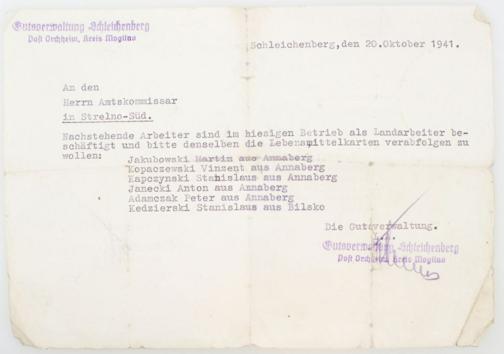 Gutsverwaltung Schleichenberg
Post Orchheim, Kreis Mogilno
Schleichenberg,den 20.Oktober 1941.
An den
Herrn Amtskommissar
in Strelno-Süd.
Nachstehende Arbeiter sind im hiesigen Betrieb als Landarbeiter be-
schäftigt und bitte denselben die Lebensmittelkarten verabfolgen zu
wollen:
Jakubowski Martin aus Annaberg
Kopaczewski Vinzent aus Annaberg
Kapczynski Stanislaus aus Annaberg
Janecki Anton aus Annaberg
Adamczak Peter aus Annaberg
Kedzierski Stanislaus aus Bilsko
Die Gutsverwaltung.
Gutsverwaltung Schleichenberg
Post Orchheim, Kreis Mogilno